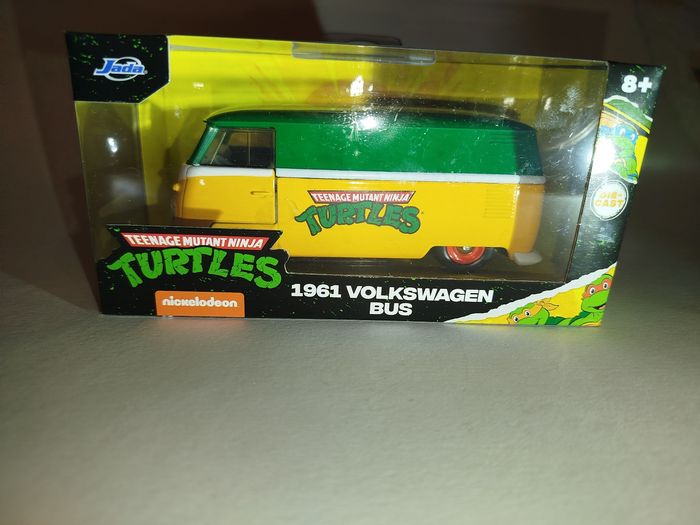 Jada
8+
TEENAGE MUTANT NINJA
TURTLES
DIE-
CAST
TEENAGE MUTANT NINJA
TURTLES
nickelodeon
1961 VOLKSWAGEN
BUS